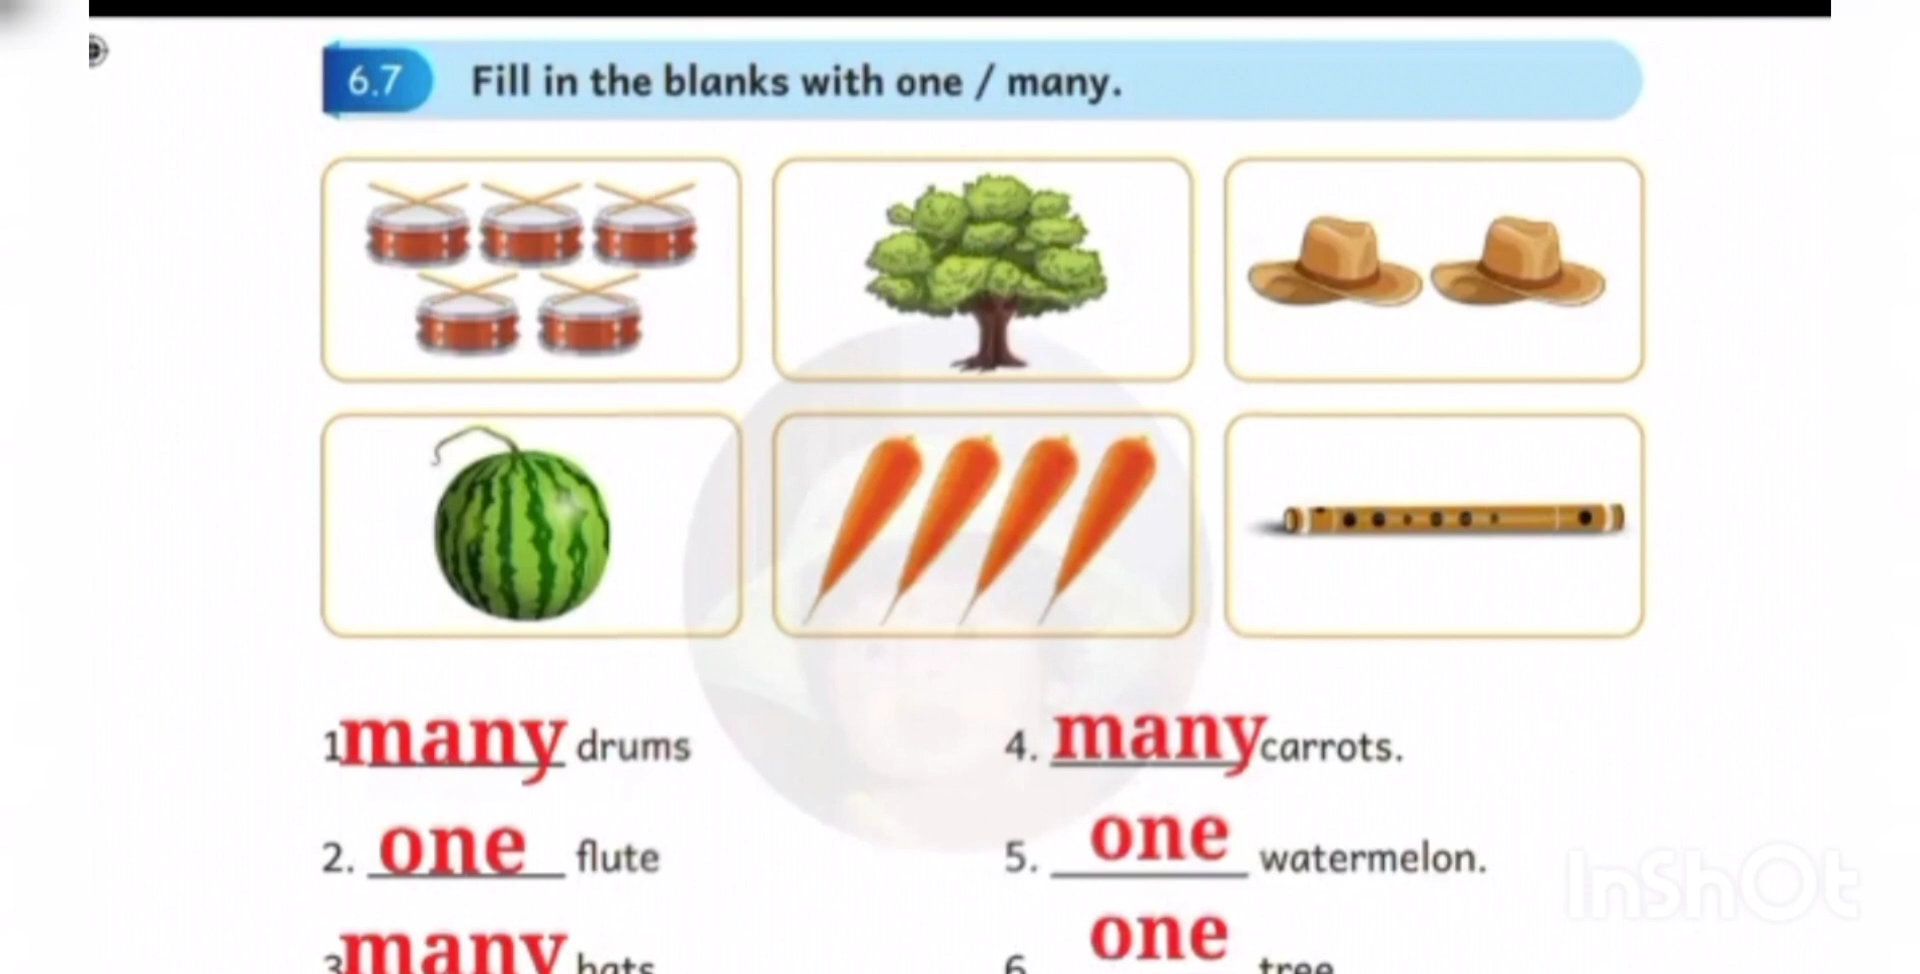 6.7 Fill in the blanks with one / many.
1 many drums
2. one flute
3 many hats
4. many carrots.
5. one watermelon.
6. one tree
InShOt